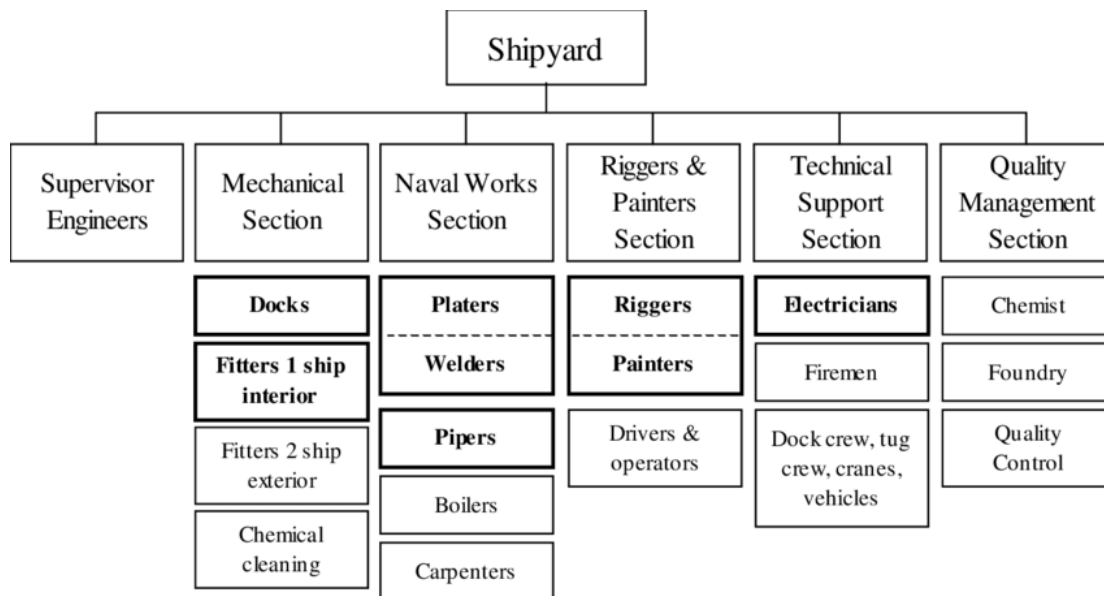 Shipyard
Supervisor
Engineers
Mechanical
Section
Naval Works
Section
Riggers &
Painters
Section
Technical
Support
Section
Quality
Management
Section
Docks
Fitters 1 ship
interior
Fitters 2 ship
exterior
Chemical
cleaning
Platers
Welders
Pipers
Boilers
Carpenters
Riggers
Painters
Drivers &
operators
Electricians
Firemen
Dock crew, tug
crew, cranes,
vehicles
Chemist
Foundry
Quality
Control